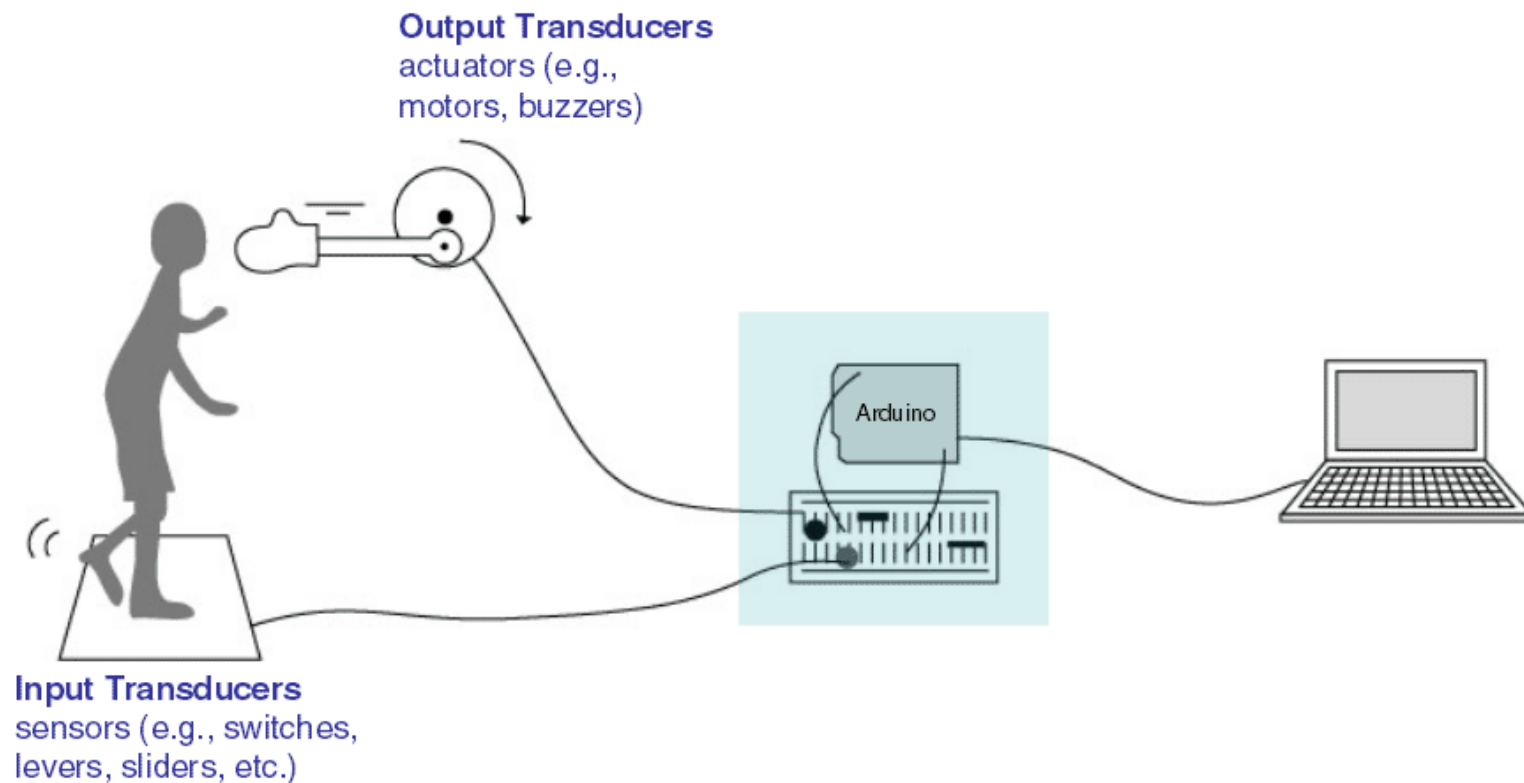 Output Transducers
actuators (e.g.,
motors, buzzers)
Arduino
Input Transducers
sensors (e.g., switches,
levers, sliders, etc.)